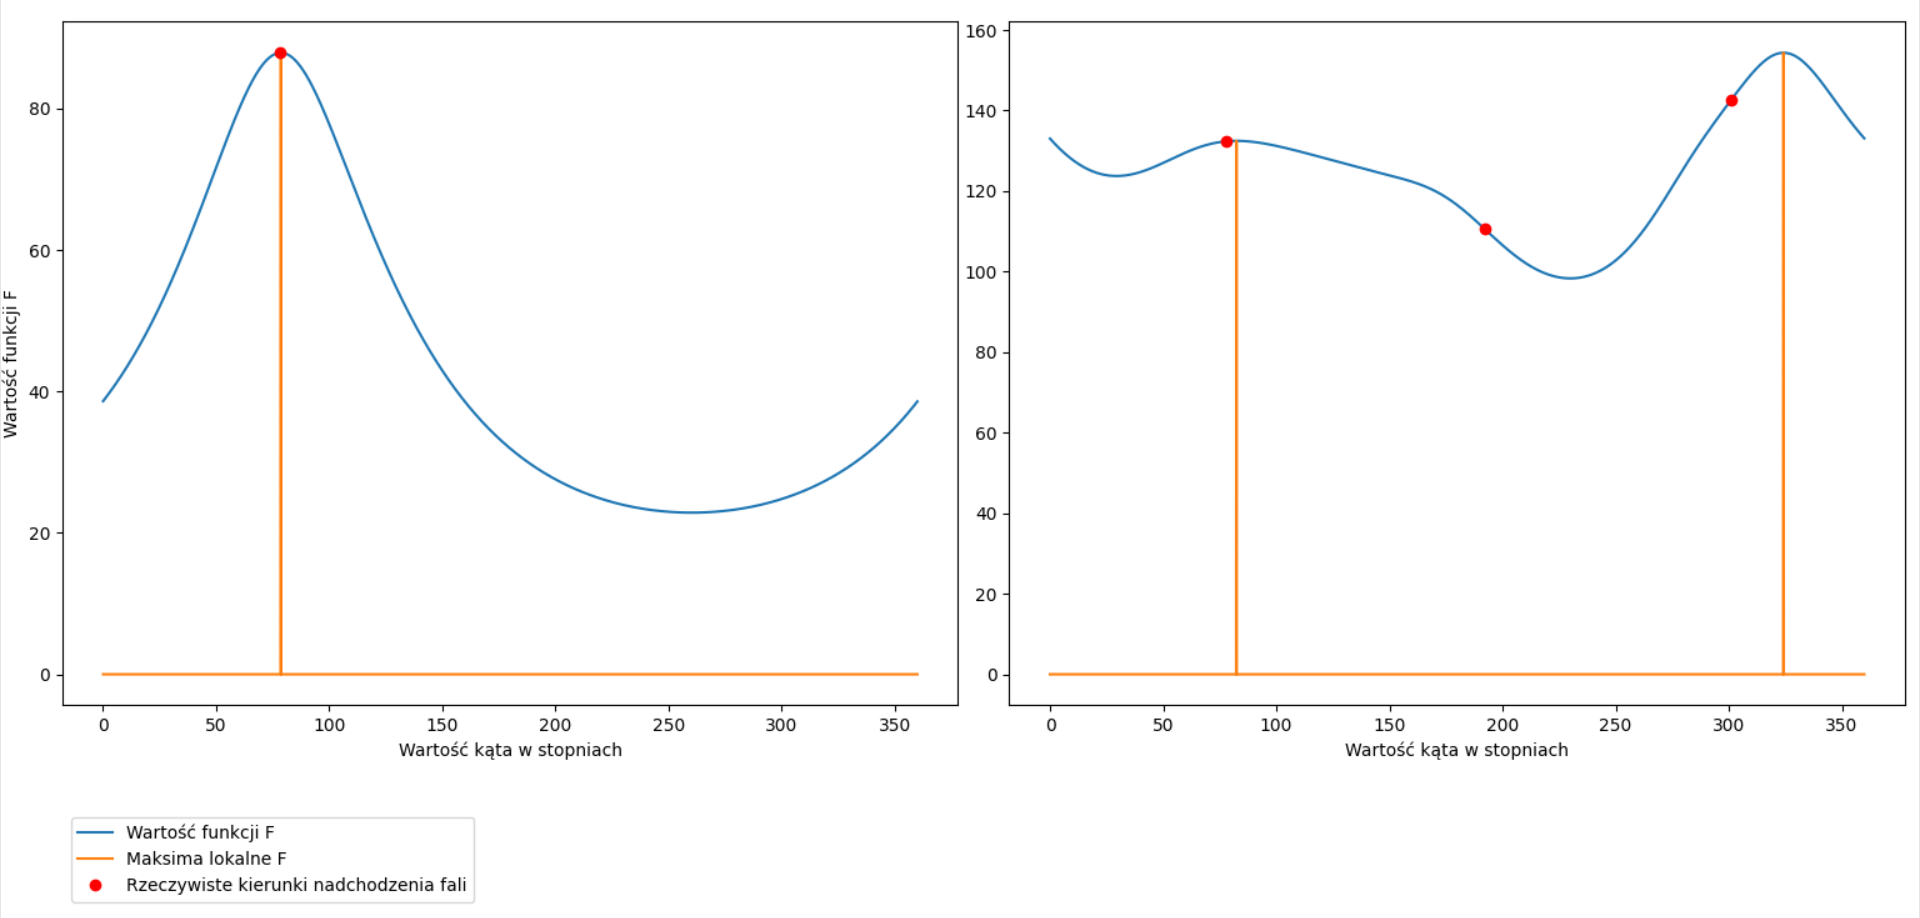 Wartość funkcji F
80
60
40
20
0
0 50 100 150 200 250 300 350
Wartość kąta w stopniach
160
140
120
100
80
60
40
20
0
0 50 100 150 200 250 300 350
Wartość kąta w stopniach
Wartość funkcji F
Maksima lokalne F
Rzeczywiste kierunki nadchodzenia fali